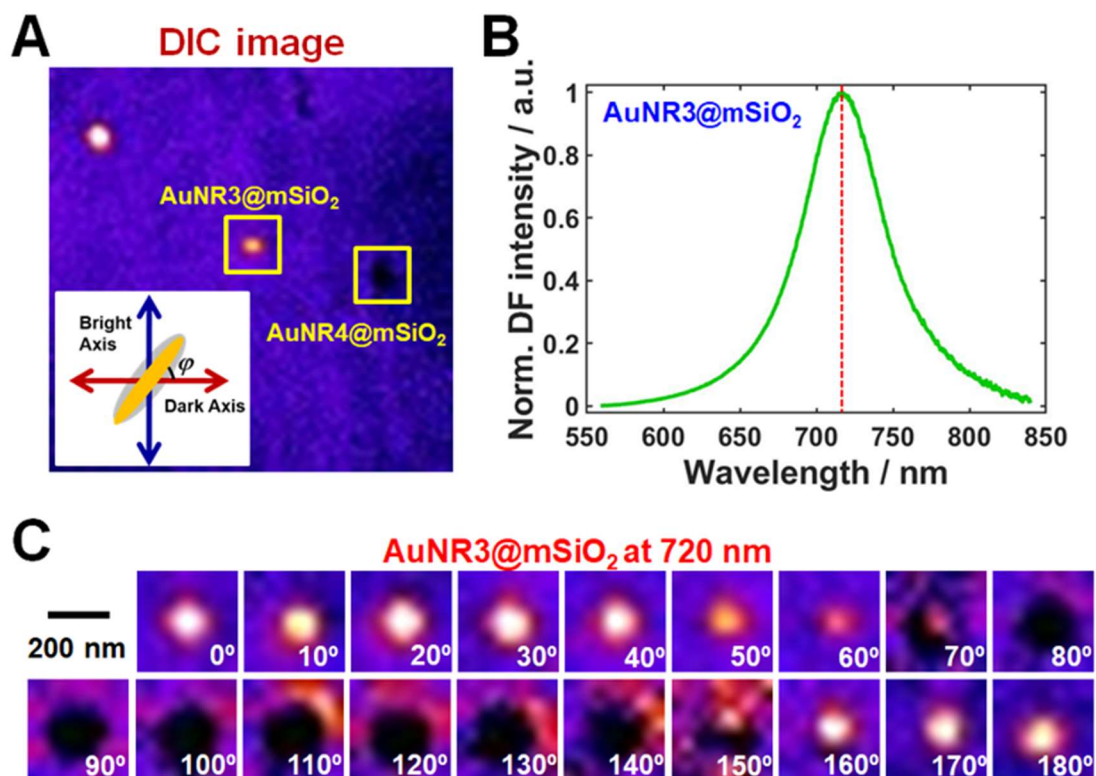 A
DIC image
AuNR3@mSiO₂
AuNR4@mSiO₂
Bright
Axis
φ
Dark Axis
B
AuNR3@mSiO₂
Norm. DF intensity / a.u.
1
0.8
0.6
0.4
0.2
0
550 600 650 700 750 800 850
Wavelength / nm
C
AuNR3@mSiO₂ at 720 nm
200 nm
0º 10º 20º 30º 40º 50º 60º 70º 80º
90º 100º 110º 120º 130º 140º 150º 160º 170º 180º